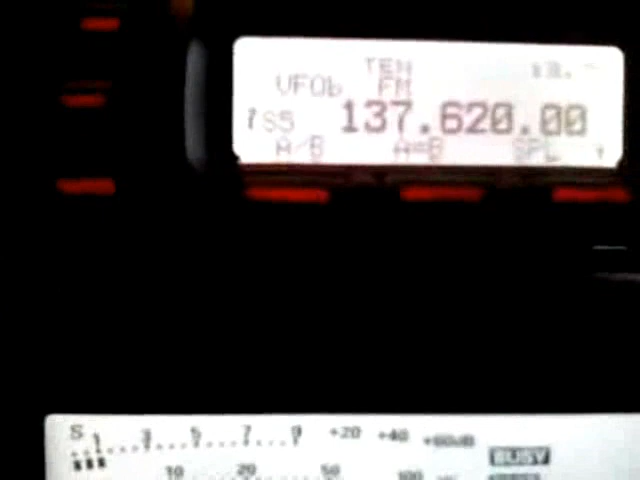 TEN
VFOb FM
S5 137.620.00
A/B A=B SPL
S 1 3 5 7 9 +20 +40 +60dB
BUSY
10 20 50 100